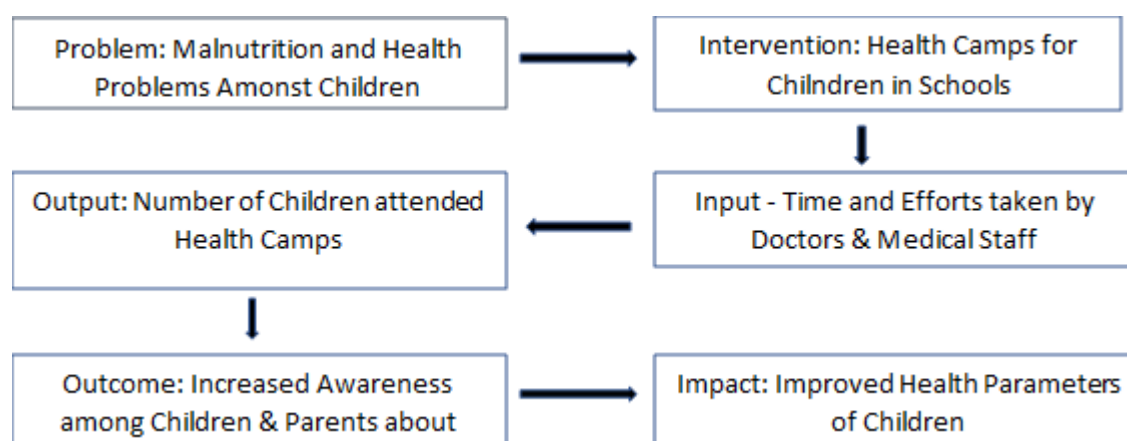 Problem: Malnutrition and Health
Problems Amonst Children
Intervention: Health Camps for
Chilndren in Schools
Input - Time and Efforts taken by
Doctors & Medical Staff
Output: Number of Children attended
Health Camps
Outcome: Increased Awareness
among Children & Parents about
Impact: Improved Health Parameters
of Children